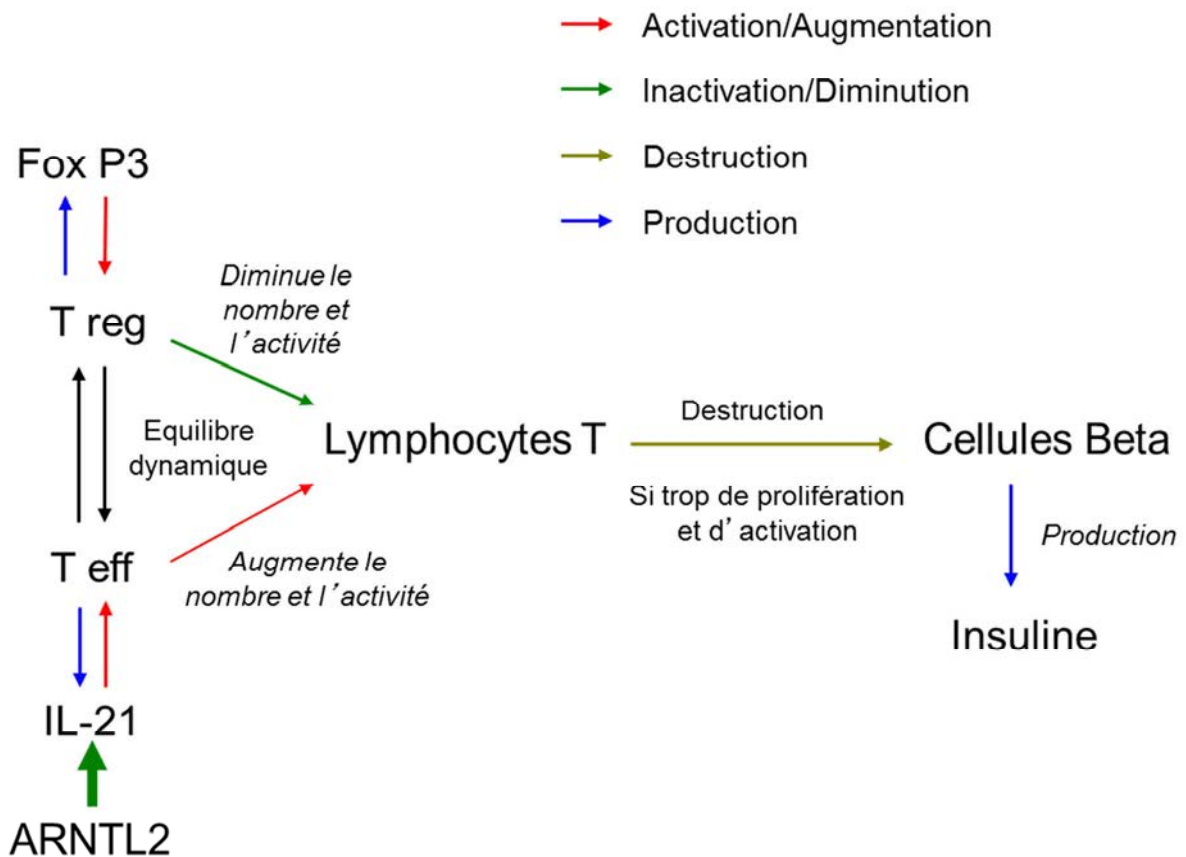 Activation/Augmentation
Inactivation/Diminution
Destruction
Production
Fox P3
Diminue le
nombre et
l'activité
T reg
Equilibre
dynamique
Lymphocytes T
Destruction
Cellules Beta
Si trop de prolifération
et d' activation
Production
T eff
Augmente le
nombre et l'activité
Insuline
IL-21
ARNTL2